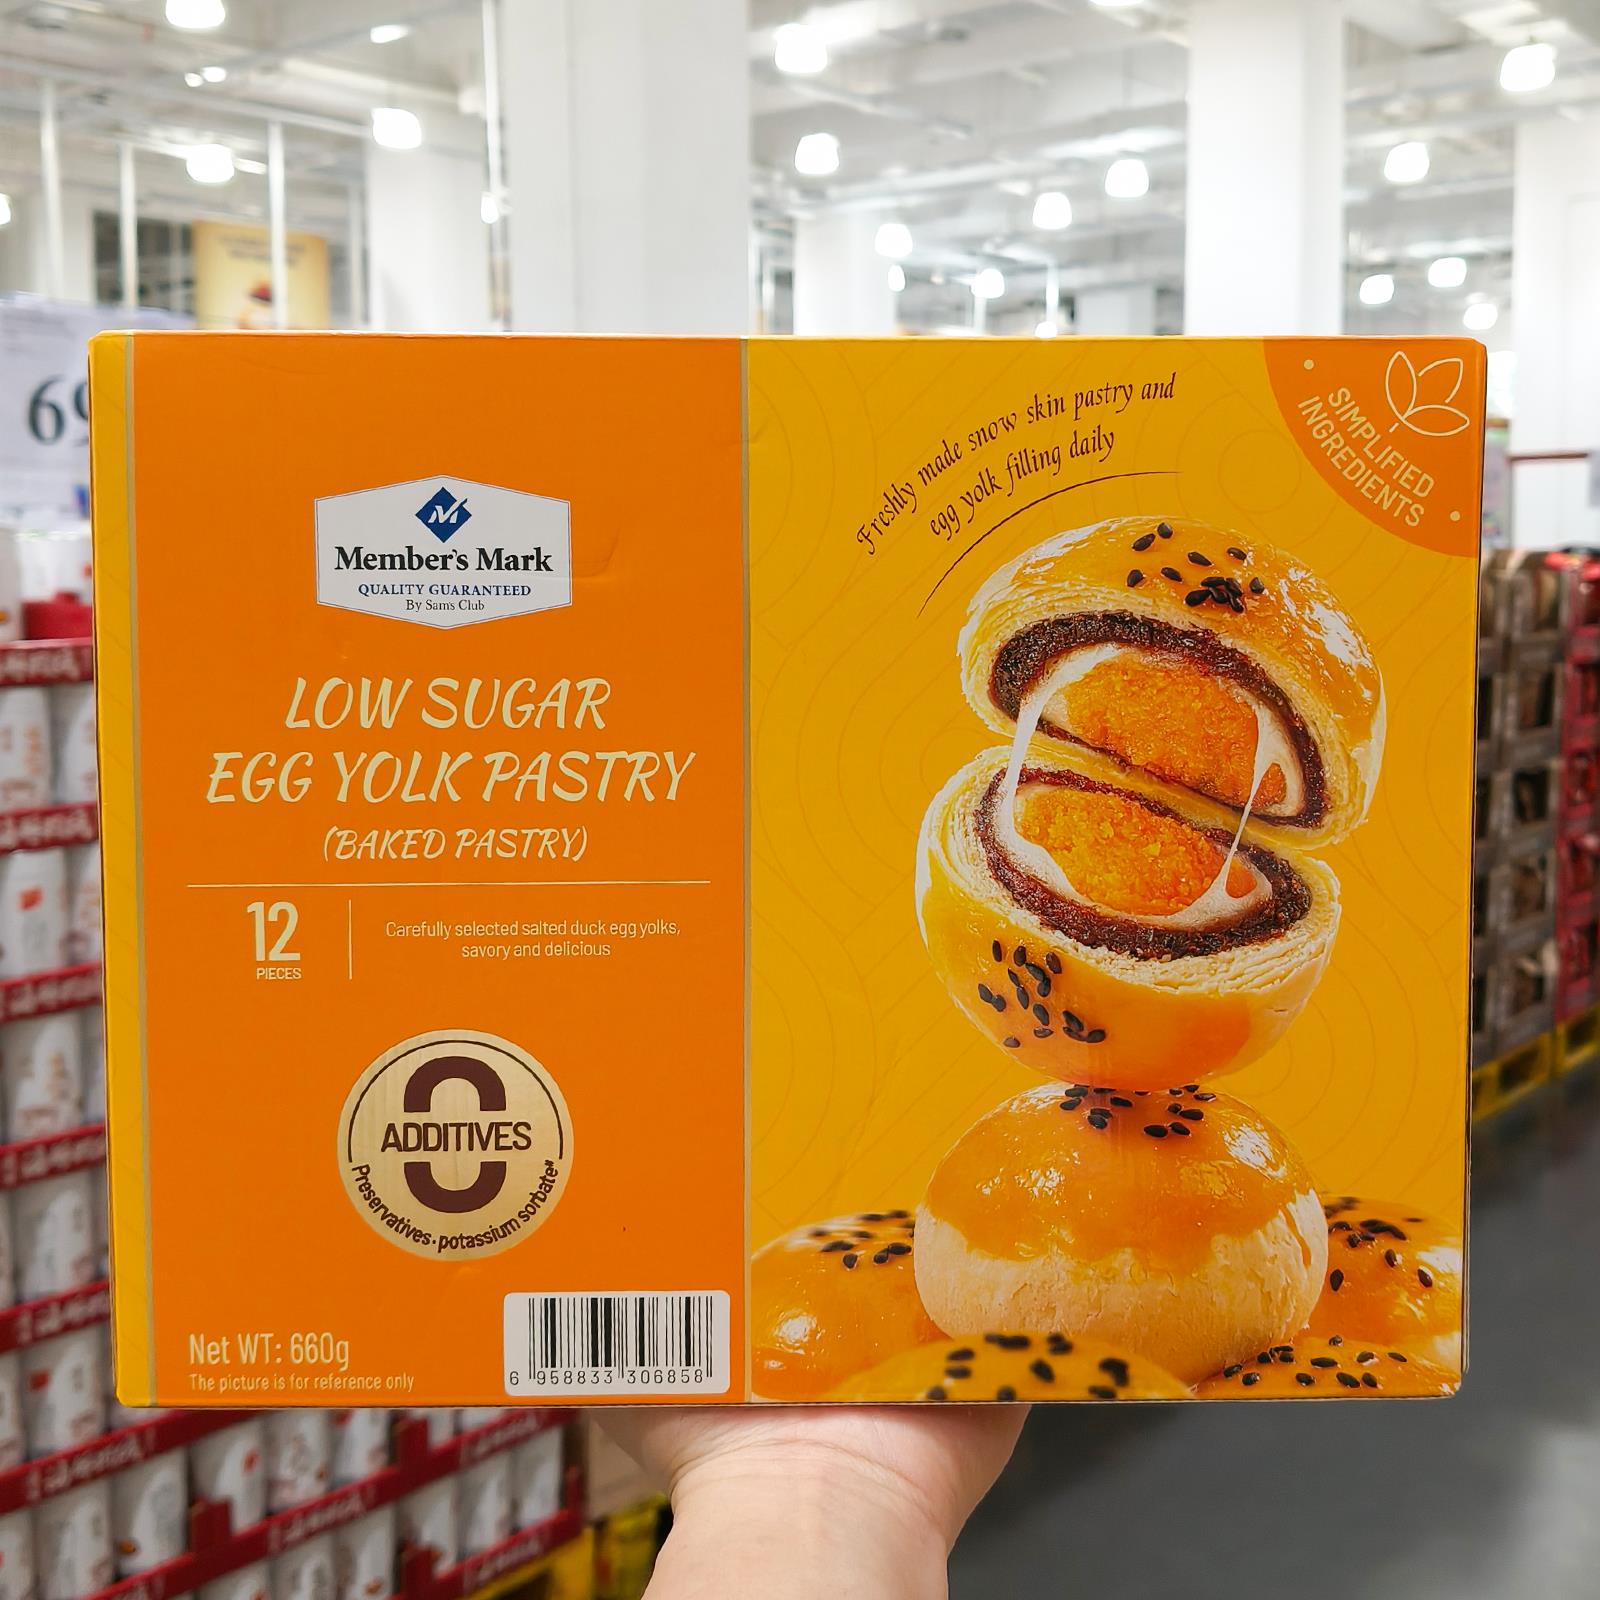 Member's Mark
QUALITY GUARANTEED
By Sam's Club
LOW SUGAR
EGG YOLK PASTRY
(BAKED PASTRY)
12
PIECES
Carefully selected salted duck egg yolks,
savory and delicious
0
ADDITIVES
Preservatives·potassium sorbate#
Net WT: 660g
The picture is for reference only
6 958833 306858
Freshly made snow skin pastry and
egg yolk filling daily
SIMPLIFIED
INGREDIENTS